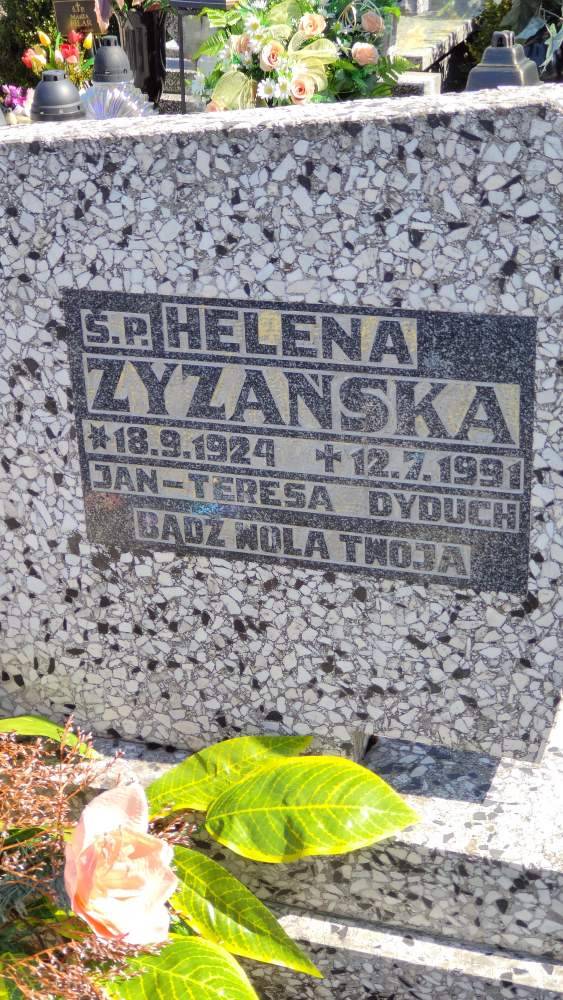 Ś.P. HELENA
ZYZAŃSKA
*18.9.1924 +12.7.1991
JAN-TERESA DYDUCH
BĄDŹ WOLA TWOJA